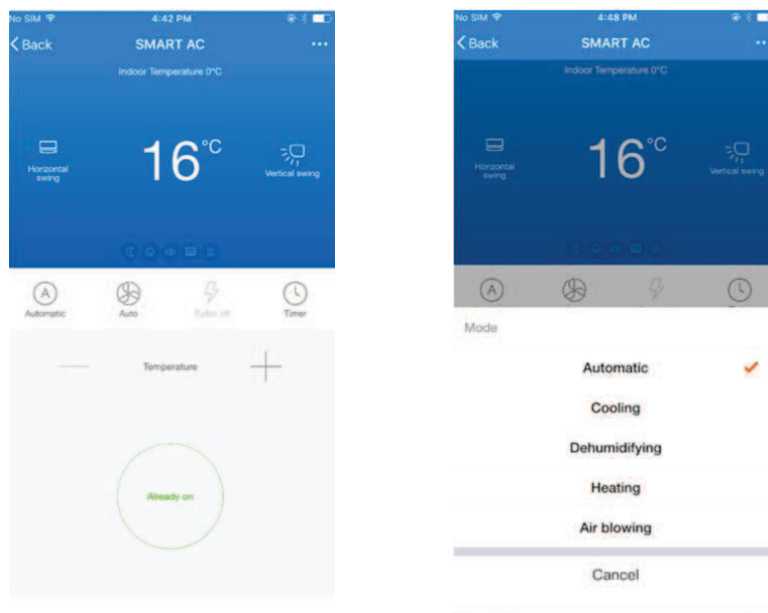 No SIM 4:42 PM
Back SMART AC
Indoor Temperature 0°C
16°C
Horizontal
swing
Vertical swing
Automatic Auto Turbo off Timer
Temperature
Already on
No SIM 4:48 PM
Back SMART AC
Indoor Temperature 0°C
16°C
Horizontal
swing
Vertical swing
A
Mode
Automatic
Cooling
Dehumidifying
Heating
Air blowing
Cancel